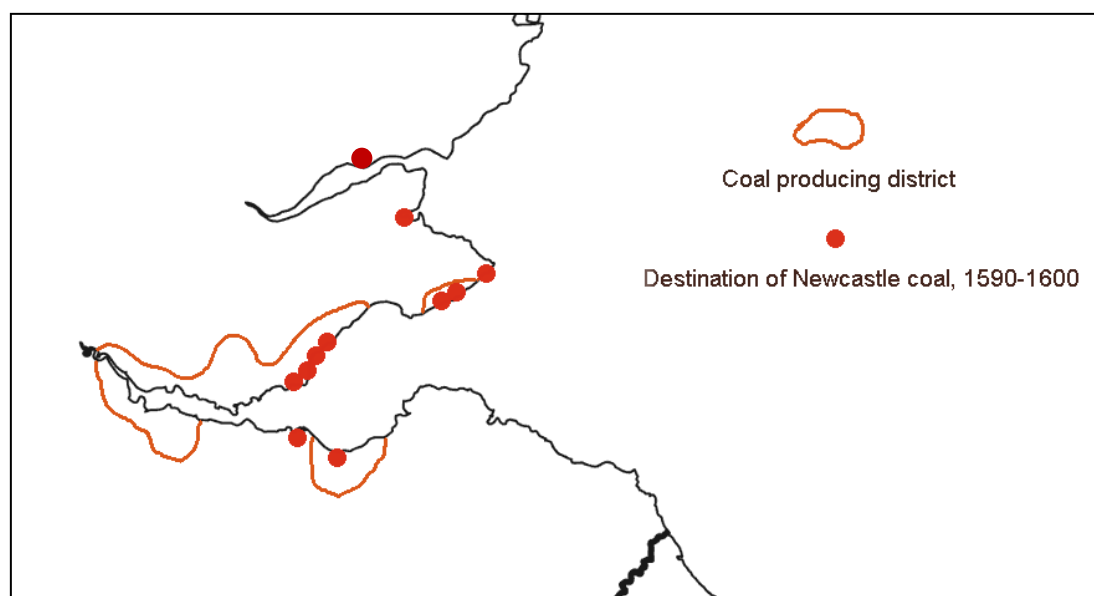 Coal producing district
Destination of Newcastle coal, 1590-1600